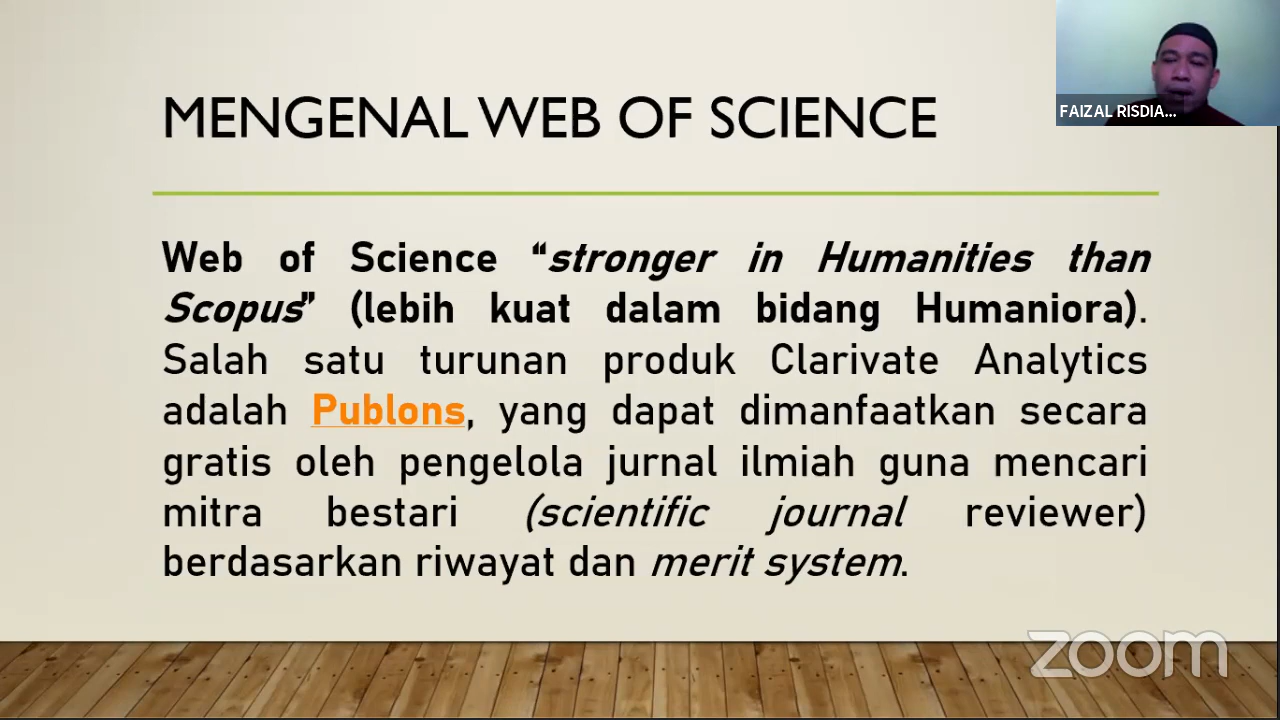 MENGENAL WEB OF SCIENCE
FAIZAL RISDIA...
Web of Science “stronger in Humanities than
Scopus” (lebih kuat dalam bidang Humaniora).
Salah satu turunan produk Clarivate Analytics
adalah Publons, yang dapat dimanfaatkan secara
gratis oleh pengelola jurnal ilmiah guna mencari
mitra bestari (scientific journal reviewer)
berdasarkan riwayat dan merit system.
zoom